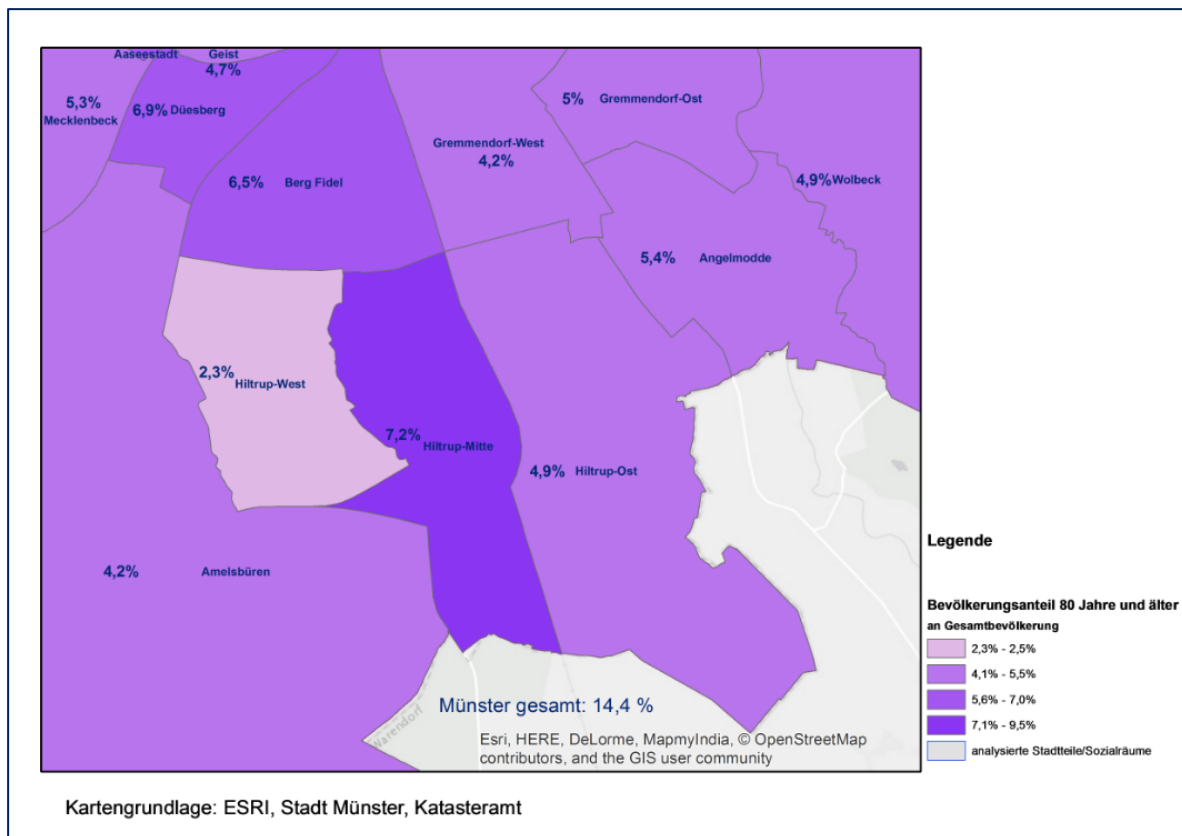 Aaseestadt
Geist
4,7%
5,3%
Mecklenbeck
6,9% Düesberg
5% Gremmendorf-Ost
Gremmendorf-West
4,2%
6,5% Berg Fidel
4,9% Wolbeck
5,4% Angelmodde
2,3% Hiltrup-West
7,2% Hiltrup-Mitte
4,9% Hiltrup-Ost
4,2% Amelsbüren
Warendorf
Münster gesamt: 14,4 %
Esri, HERE, DeLorme, MapmyIndia, © OpenStreetMap
contributors, and the GIS user community
Legende
Bevölkerungsanteil 80 Jahre und älter
an Gesamtbevölkerung
2,3% - 2,5%
4,1% - 5,5%
5,6% - 7,0%
7,1% - 9,5%
analysierte Stadtteile/Sozialräume
Kartengrundlage: ESRI, Stadt Münster, Katasteramt